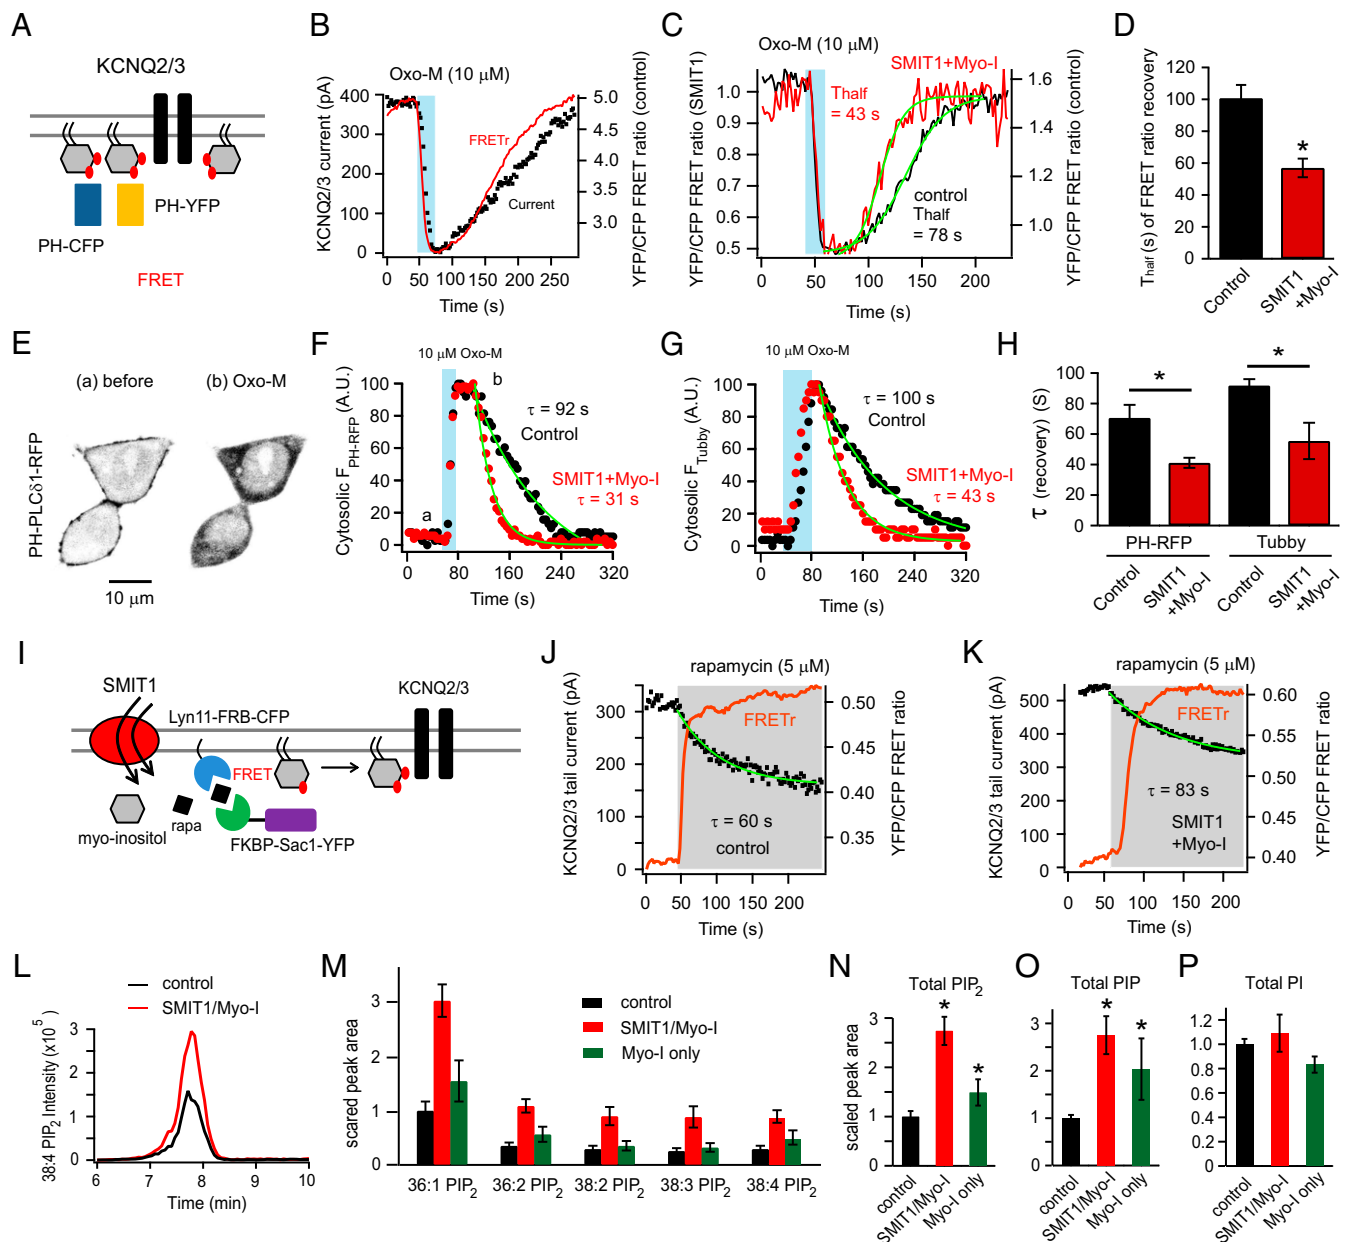 A
KCNQ2/3
PH-YFP
PH-CFP
FRET
B
Oxo-M (10 μM)
KCNQ2/3 current (pA)
400
300
200
100
0
FRETr
Current
5.0
4.5
4.0
3.5
3.0
YFP/CFP FRET ratio (control)
0 50 100 150 200 250
Time (s)
C
Oxo-M (10 μM)
SMIT1+Myo-I
YFP/CFP FRET ratio (SMIT1)
1.0
0.9
0.8
0.7
0.6
0.5
Thalf
= 43 s
control
Thalf
= 78 s
1.6
1.4
1.2
1.0
YFP/CFP FRET ratio (control)
0 50 100 150 200
Time (s)
D
THalf (s) of FRET ratio recovery
120
100
80
60
40
20
0
*
Control
SMIT1
+Myo-I
E
(a) before
(b) Oxo-M
PH-PLCδ1-RFP
10 μm
F
10 μM Oxo-M
Cytosolic FPH-RFP (A.U.)
100
80
60
40
20
0
a
b
τ = 92 s
Control
SMIT1+Myo-I
τ = 31 s
0 80 160 240 320
Time (s)
G
10 μM Oxo-M
Cytosolic FTubby (A.U.)
100
80
60
40
20
0
τ = 100 s
Control
SMIT1+Myo-I
τ = 43 s
0 80 160 240 320
Time (s)
H
τ (recovery) (S)
100
80
60
40
20
0
*
*
PH-RFP
Tubby
Control
SMIT1
+Myo-I
Control
SMIT1
+Myo-I
I
SMIT1
Lyn11-FRB-CFP
KCNQ2/3
FRET
myo-inositol
rapa
FKBP-Sac1-YFP
J
rapamycin (5 μM)
KCNQ2/3 tail current (pA)
300
250
200
150
100
50
0
FRETr
τ = 60 s
control
0.50
0.45
0.40
0.35
YFP/CFP FRET ratio
0 50 100 150 200
Time (s)
K
rapamycin (5 μM)
KCNQ2/3 tail current (pA)
500
400
300
200
100
0
FRETr
τ = 83 s
SMIT1
+Myo-I
0.60
0.55
0.50
0.45
0.40
YFP/CFP FRET ratio
0 50 100 150 200
Time (s)
L
control
SMIT1/Myo-I
38:4 PIP2 Intensity (x10 5)
3
2
1
0
6 7 8 9 10
Time (min)
M
scared peak area
3
2
1
0
control
SMIT1/Myo-I
Myo-I only
36:1 PIP2 36:2 PIP2 38:2 PIP2 38:3 PIP2 38:4 PIP2
N
Total PIP2
scaled peak area
3
2
1
0
*
*
control
SMIT1/Myo-I
Myo-I only
O
Total PIP
3
2
1
0
*
*
control
SMIT1/Myo-I
Myo-I only
P
Total PI
1.2
1.0
0.8
0.6
0.4
0.2
0
control
SMIT1/Myo-I
Myo-I only